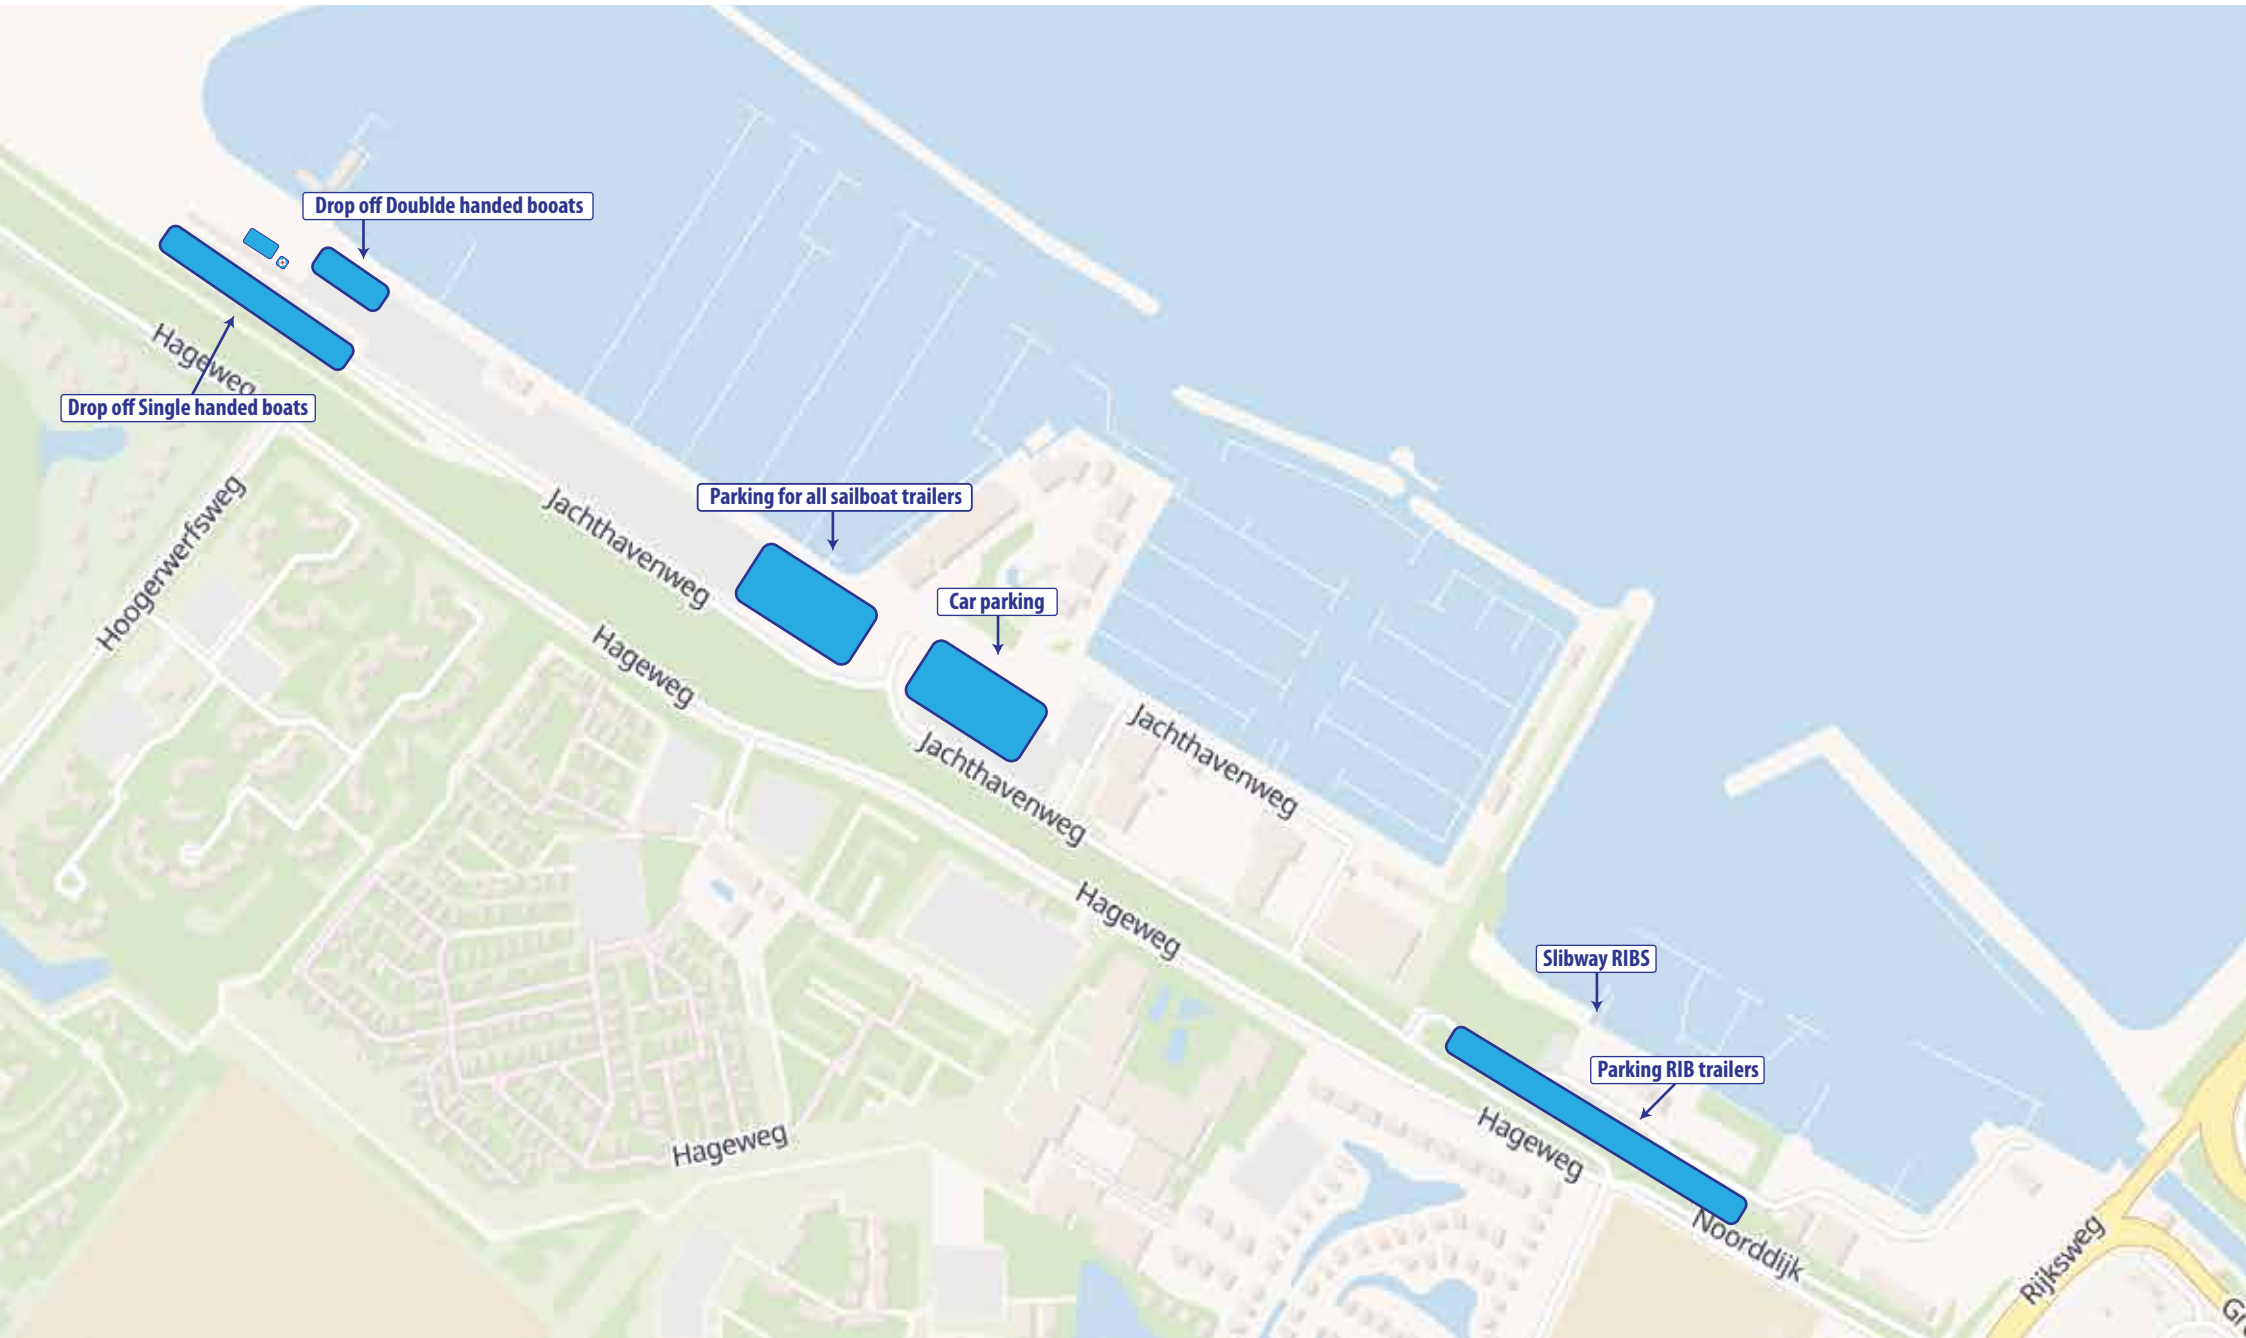 Drop off Doublde handed booats
Hageweg
Drop off Single handed boats
Hoogerwerfsweg
Jachthavenweg
Parking for all sailboat trailers
Hageweg
Car parking
Jachthavenweg
Jachthavenweg
Hageweg
Slibway RIBS
Parking RIB trailers
Hageweg
Hageweg
Noorddijk
Rijksweg